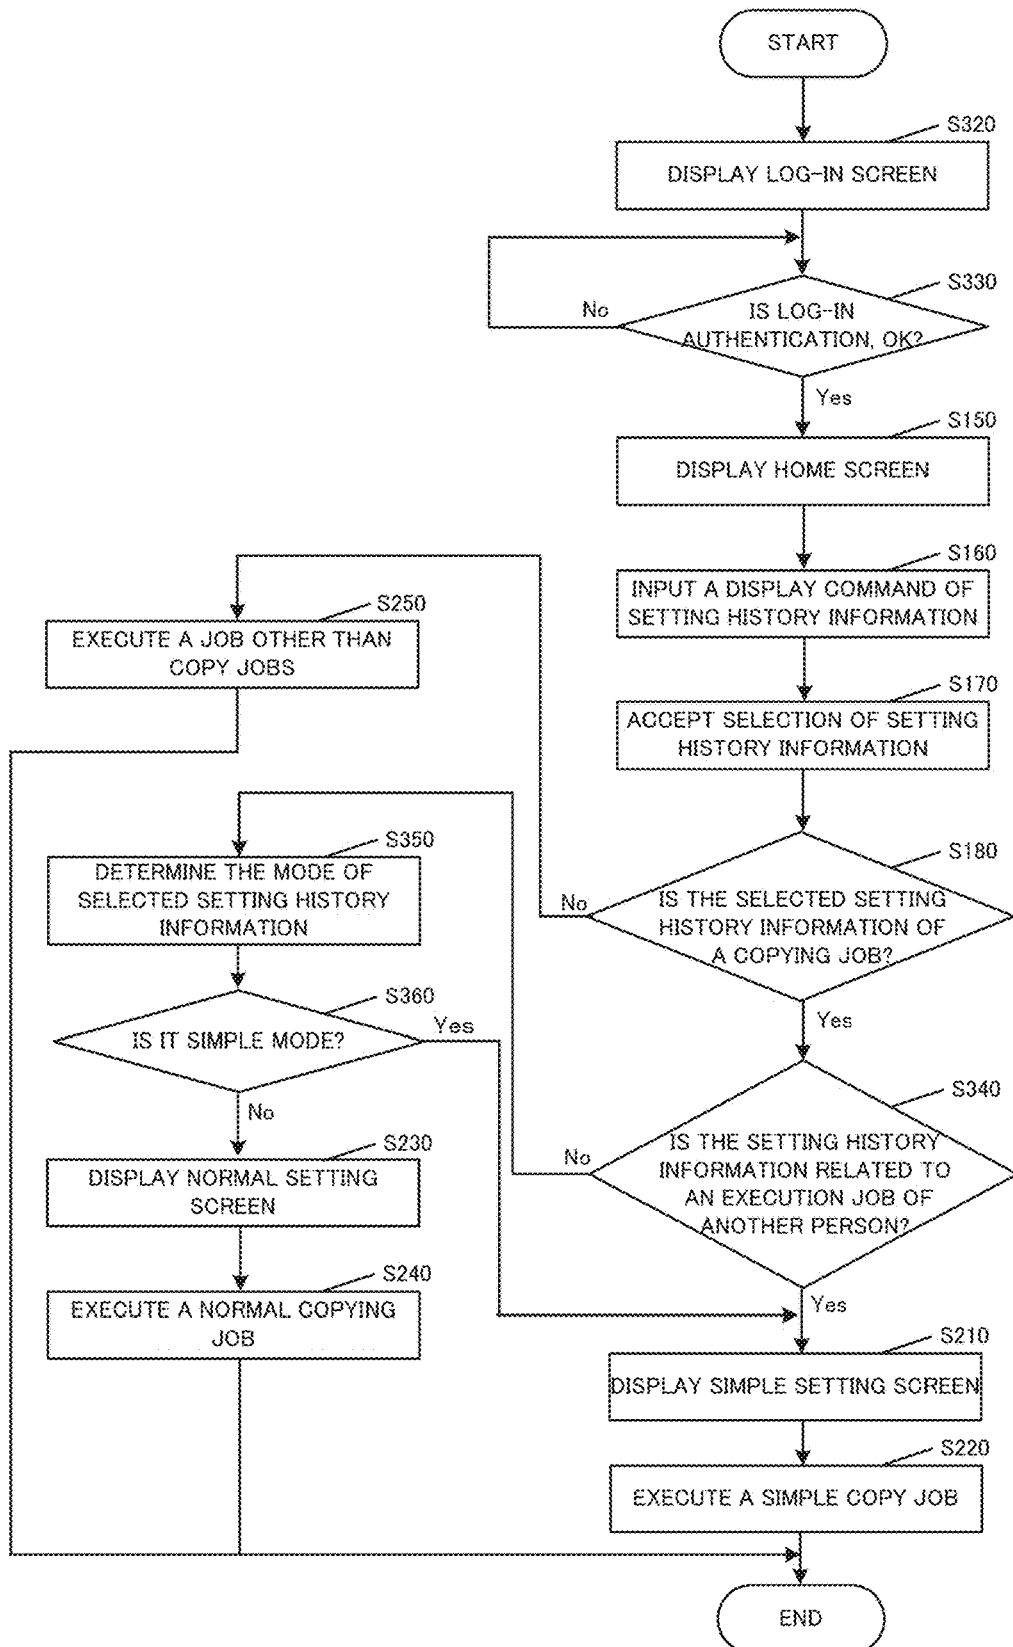 START
S320
DISPLAY LOG-IN SCREEN
S330
No
IS LOG-IN
AUTHENTICATION, OK?
Yes
S150
DISPLAY HOME SCREEN
S160
INPUT A DISPLAY COMMAND OF
SETTING HISTORY INFORMATION
S250
EXECUTE A JOB OTHER THAN
COPY JOBS
S170
ACCEPT SELECTION OF SETTING
HISTORY INFORMATION
S350
DETERMINE THE MODE OF
SELECTED SETTING HISTORY
INFORMATION
S180
No
IS THE SELECTED SETTING
HISTORY INFORMATION OF
A COPYING JOB?
Yes
S360
IS IT SIMPLE MODE?
Yes
No
S340
No
IS THE SETTING HISTORY
INFORMATION RELATED TO
AN EXECUTION JOB OF
ANOTHER PERSON?
Yes
S230
DISPLAY NORMAL SETTING
SCREEN
S240
EXECUTE A NORMAL COPYING
JOB
S210
DISPLAY SIMPLE SETTING SCREEN
S220
EXECUTE A SIMPLE COPY JOB
END